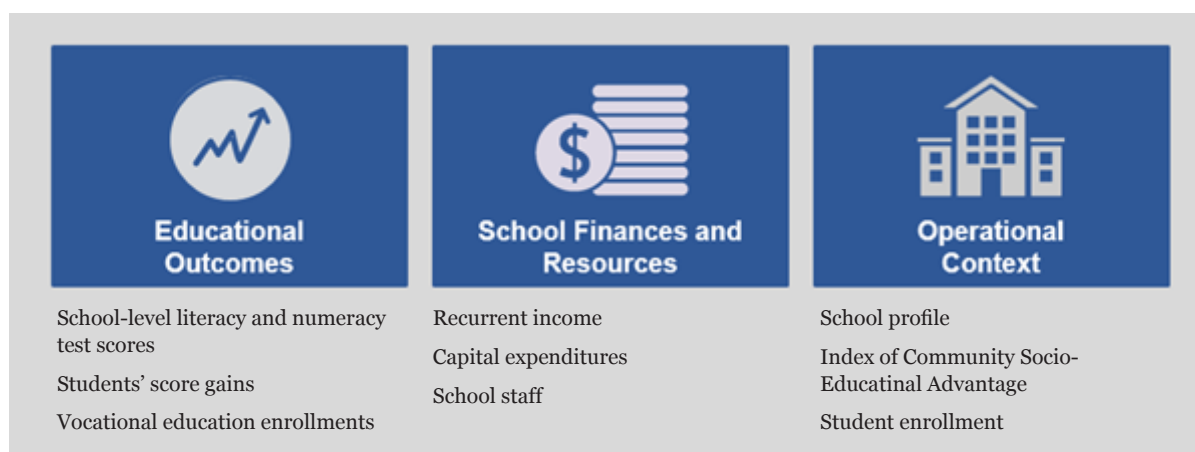 Educational
Outcomes
School-level literacy and numeracy
test scores
Students' score gains
Vocational education enrollments
$
School Finances and
Resources
Recurrent income
Capital expenditures
School staff
Operational
Context
School profile
Index of Community Socio-
Educatinal Advantage
Student enrollment